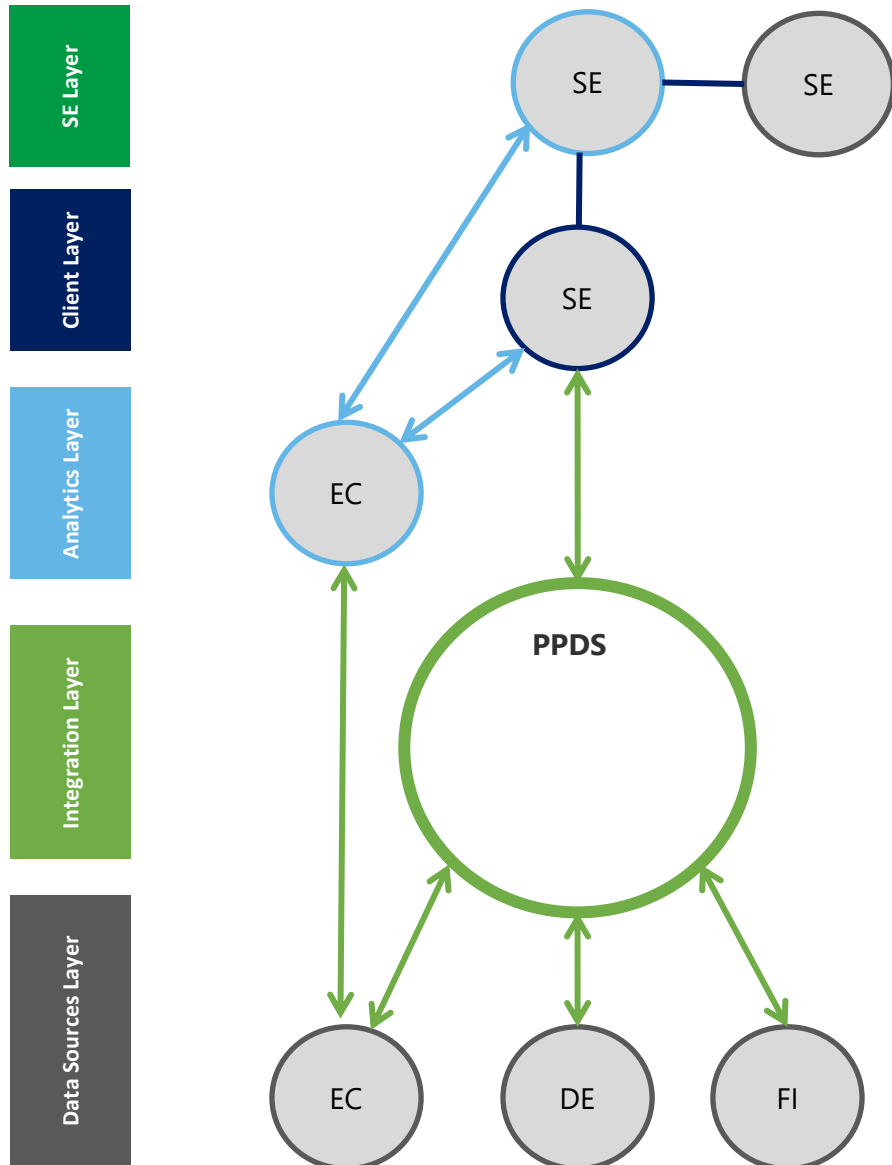 SE Layer
SE
SE
Client Layer
SE
Analytics Layer
EC
Integration Layer
PPDS
Data Sources Layer
EC
DE
FI